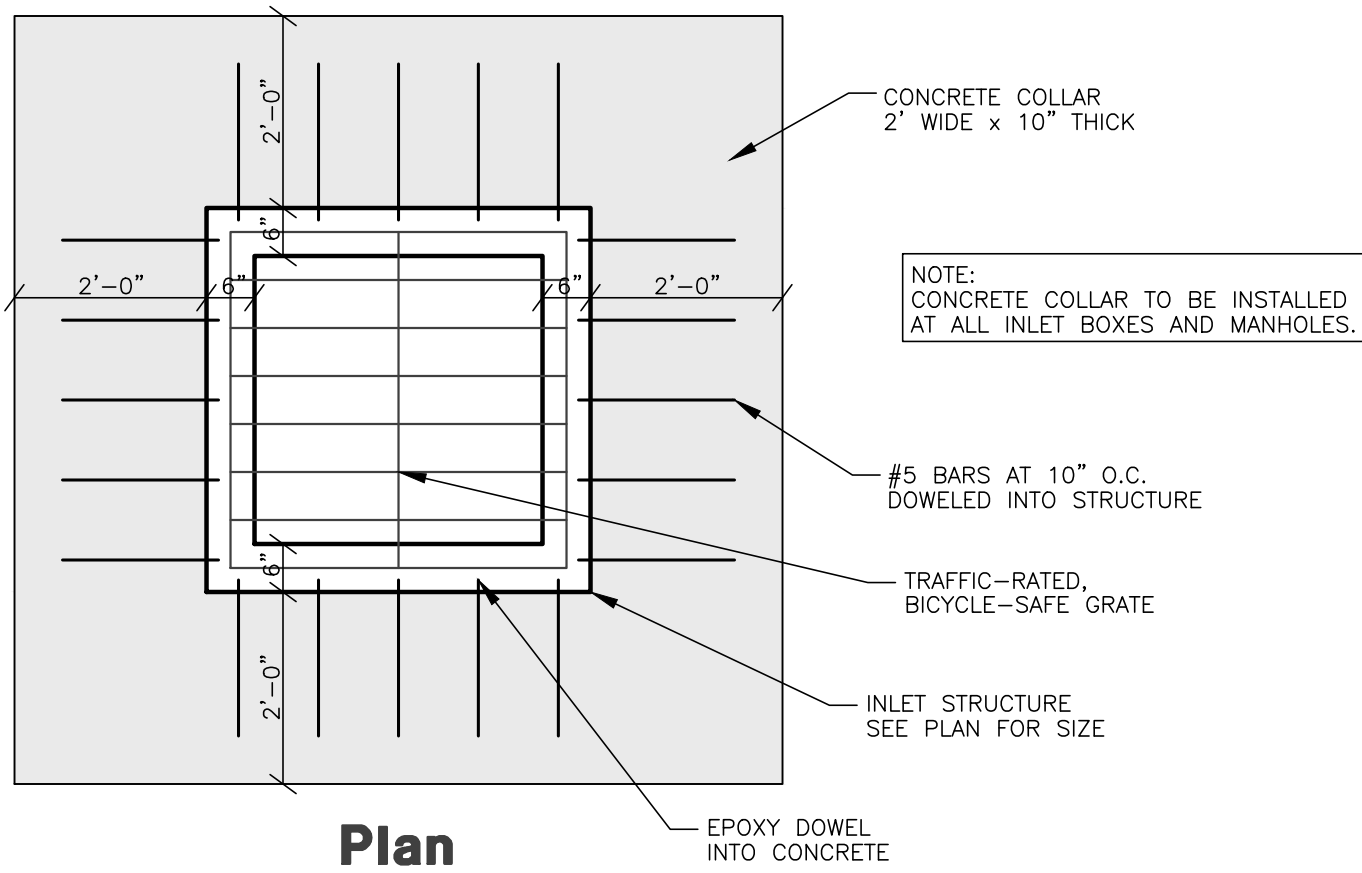 2'-0"
CONCRETE COLLAR
2' WIDE x 10" THICK
6"
2'-0"
6"
6"
2'-0"
NOTE:
CONCRETE COLLAR TO BE INSTALLED
AT ALL INLET BOXES AND MANHOLES.
#5 BARS AT 10" O.C.
DOWELED INTO STRUCTURE
6"
TRAFFIC-RATED,
BICYCLE-SAFE GRATE
2'-0"
INLET STRUCTURE
SEE PLAN FOR SIZE
EPOXY DOWEL
INTO CONCRETE
Plan